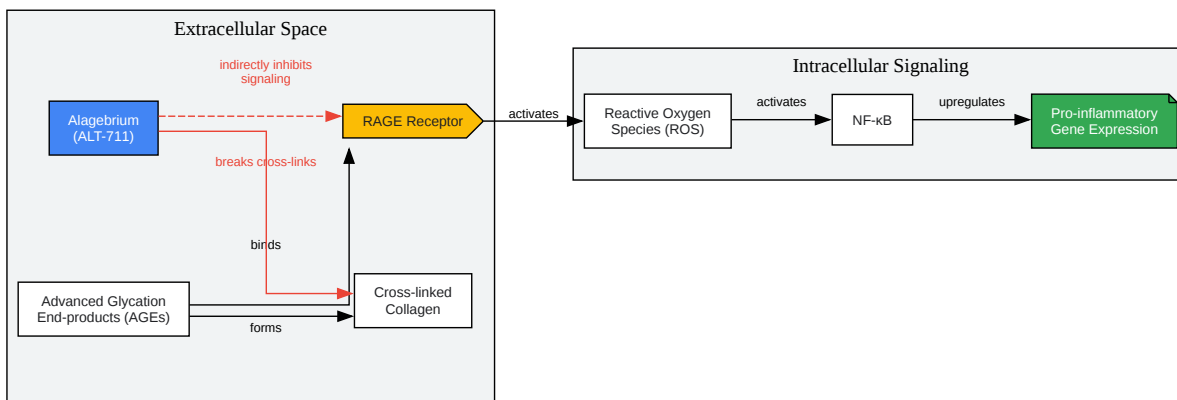 Extracellular Space
indirectly inhibits
signaling
Alagebrium
(ALT-711)
RAGE Receptor
breaks cross-links
binds
Advanced Glycation
End-products (AGEs)
forms
Cross-linked
Collagen
activates
Intracellular Signaling
Reactive Oxygen
Species (ROS)
activates
NF-κB
upregulates
Pro-inflammatory
Gene Expression